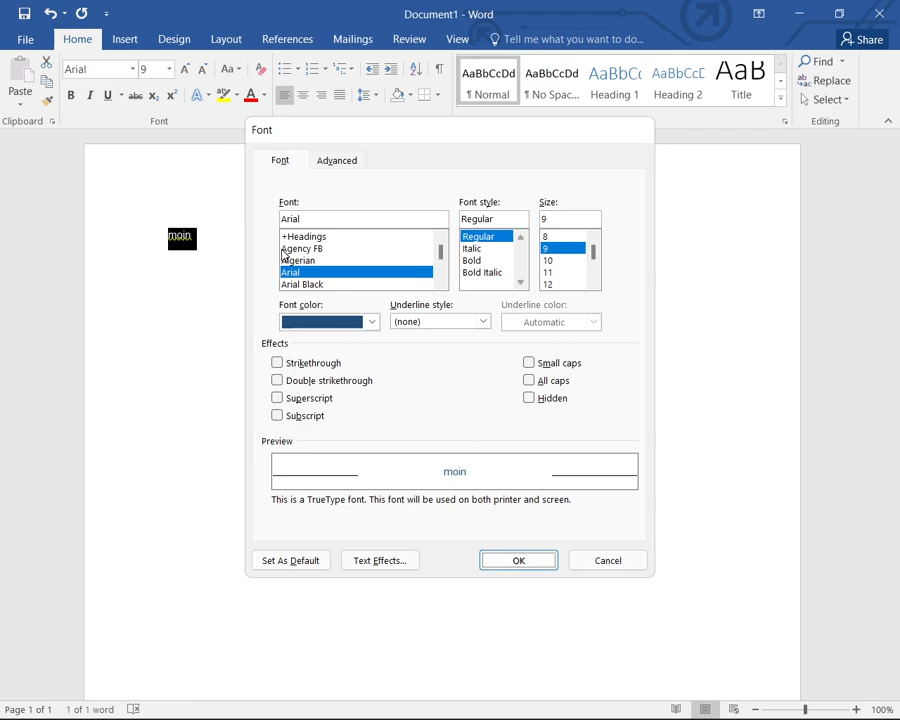 Document1 - Word
File Home Insert Design Layout References Mailings Review View Tell me what you want to do... Share
Paste
Clipboard
Arial 9
Aa
B I U abc x₂ x²
A ab A
Font
AaBbCcDd AaBbCcDd AaBbCc AaBbCcD AaB
¶ Normal ¶ No Spac... Heading 1 Heading 2 Title
Find
Replace
Select
Editing
moin
Font
Font Advanced
Font: Font style: Size:
Arial Regular 9
+Headings Regular 8
Agency FB Italic 9
Algerian Bold 10
Arial Bold Italic 11
Arial Black 12
Font color: Underline style: Underline color:
(none) Automatic
Effects
Strikethrough Small caps
Double strikethrough All caps
Superscript Hidden
Subscript
Preview
moin
This is a TrueType font. This font will be used on both printer and screen.
Set As Default Text Effects... OK Cancel
Page 1 of 1 1 of 1 word 100%